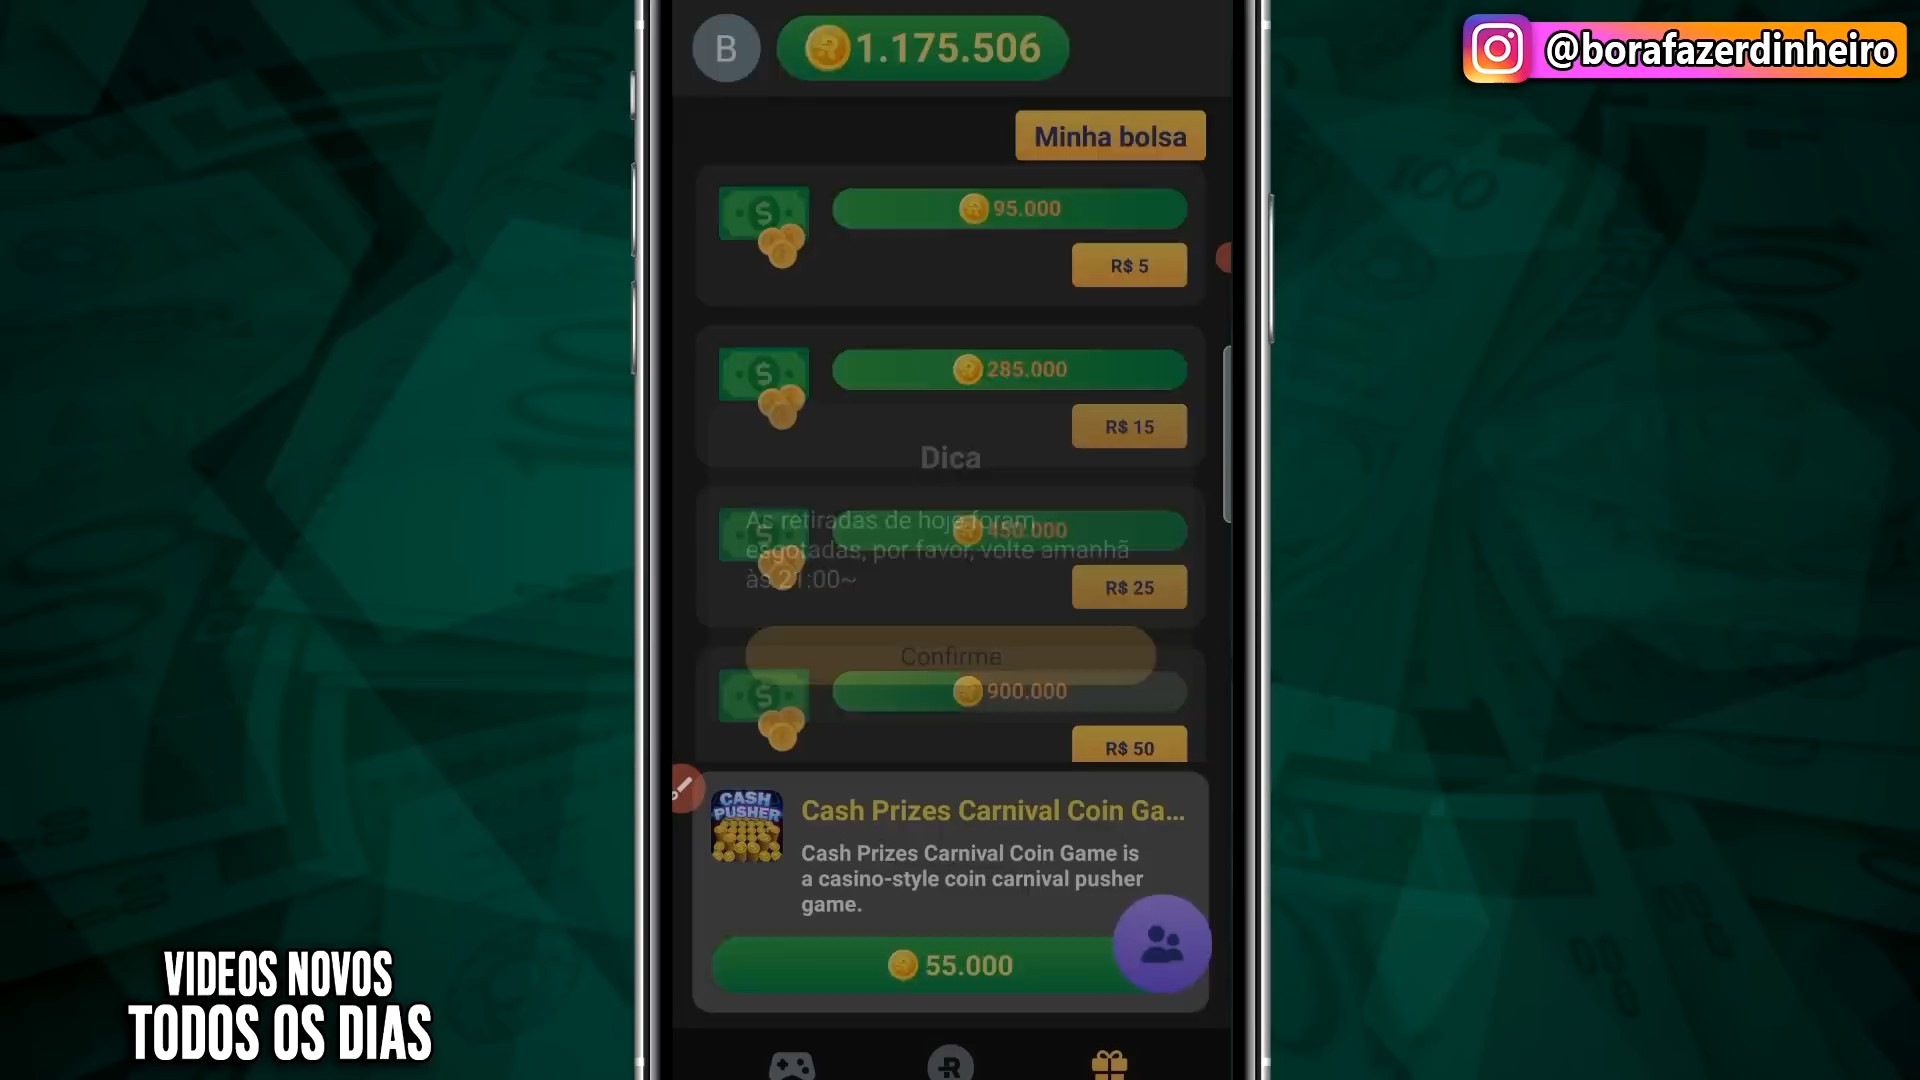 B
1.175.506
@borafazerdinheiro
Minha bolsa
95.000
R$ 5
285.000
R$ 15
Dica
As retiradas de hoje foram
esgotadas, por favor, volte amanhã
às 21:00~
450.000
R$ 25
Confirme
900.000
R$ 50
CASH
PUSHER
Cash Prizes Carnival Coin Ga...
Cash Prizes Carnival Coin Game is
a casino-style coin carnival pusher
game.
55.000
VIDEOS NOVOS
TODOS OS DIAS